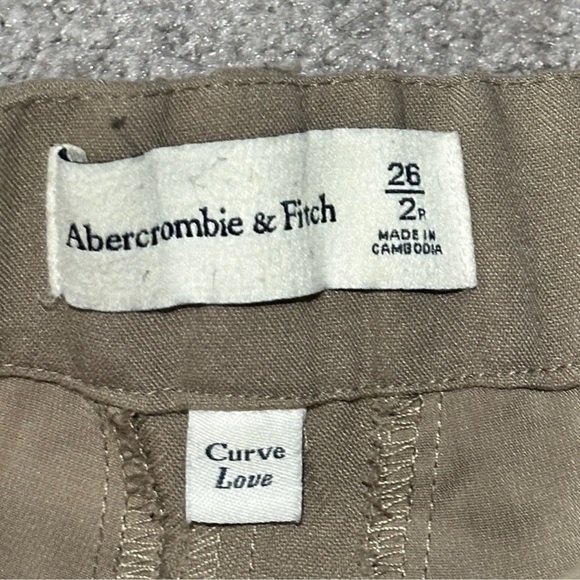 Abercrombie & Fitch
26
2R
MADE IN
CAMBODIA
Curve
Love